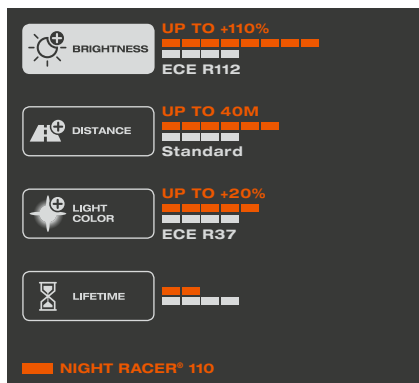 UP TO +110%
BRIGHTNESS
ECE R112
UP TO 40M
DISTANCE
Standard
UP TO +20%
LIGHT
COLOR
ECE R37
LIFETIME
NIGHT RACER® 110